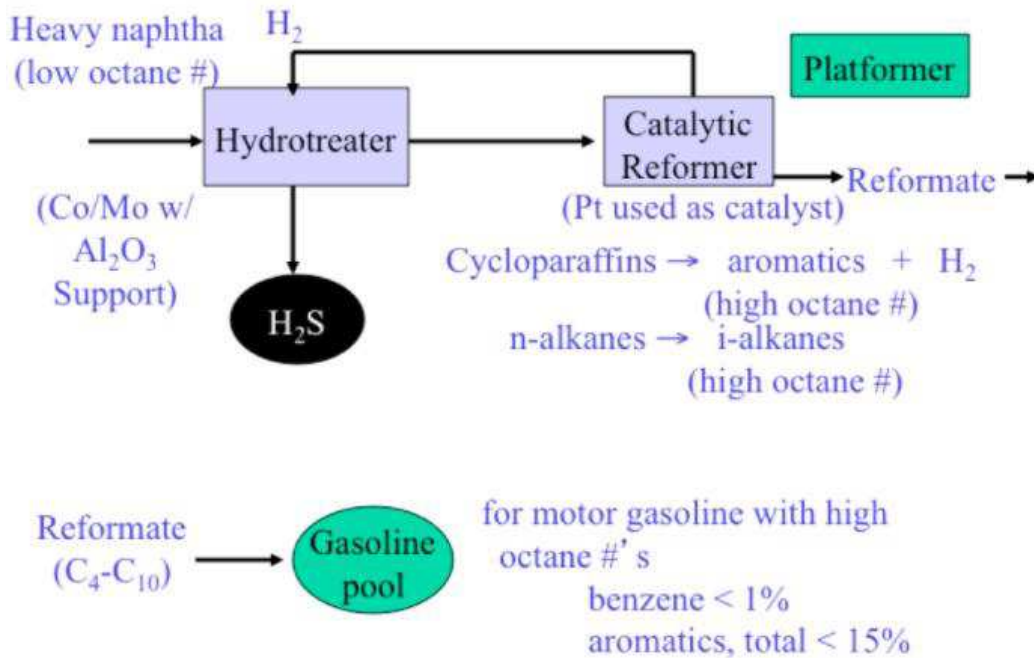 Heavy naphtha
(low octane #)
H₂
Platformer
Hydrotreater
Catalytic
Reformer
Reformate
(Pt used as catalyst)
(Co/Mo w/
Al₂O₃
Support)
H₂S
Cycloparaffins → aromatics + H₂
(high octane #)
n-alkanes → i-alkanes
(high octane #)
Reformate
(C₄-C₁₀)
Gasoline
pool
for motor gasoline with high
octane #'s
benzene < 1%
aromatics, total < 15%